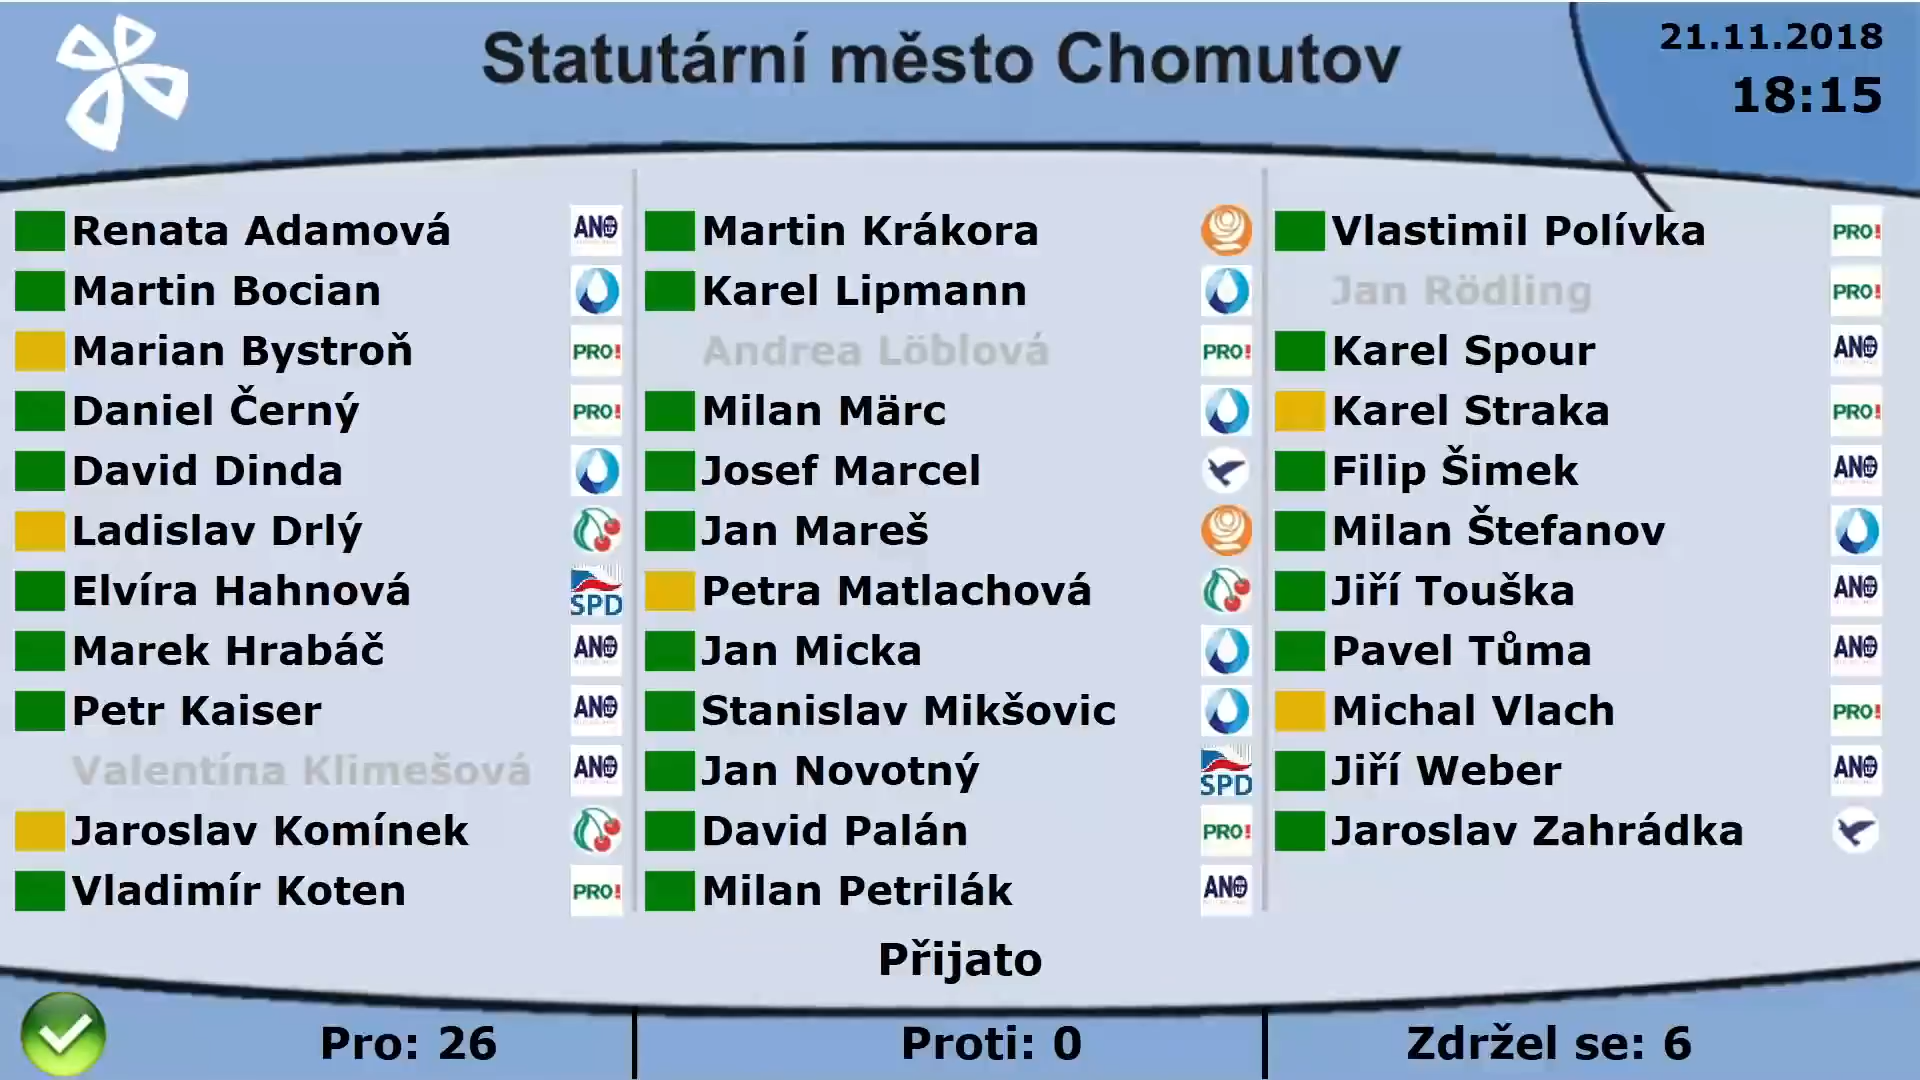 Statutární město Chomutov
21.11.2018
18:15
Renata Adamová ANO
Martin Bocian
Marian Bystroň PRO!
Daniel Černý PRO!
David Dinda
Ladislav Drlý
Elvíra Hahnová SPD
Marek Hrabáč ANO
Petr Kaiser ANO
Valentína Klimešová ANO
Jaroslav Komínek
Vladimír Koten PRO!
Martin Krákora
Karel Lipmann
Andrea Löblová PRO!
Milan Märc
Josef Marcel
Jan Mareš
Petra Matlachová
Jan Micka
Stanislav Mikšovic
Jan Novotný SPD
David Palán PRO!
Milan Petrilák ANO
Vlastimil Polívka PRO!
Jan Rödling PRO!
Karel Spour ANO
Karel Straka PRO!
Filip Šimek ANO
Milan Štefanov
Jiří Touška ANO
Pavel Tůma ANO
Michal Vlach PRO!
Jiří Weber ANO
Jaroslav Zahrádka
Přijato
Pro: 26
Proti: 0
Zdržel se: 6